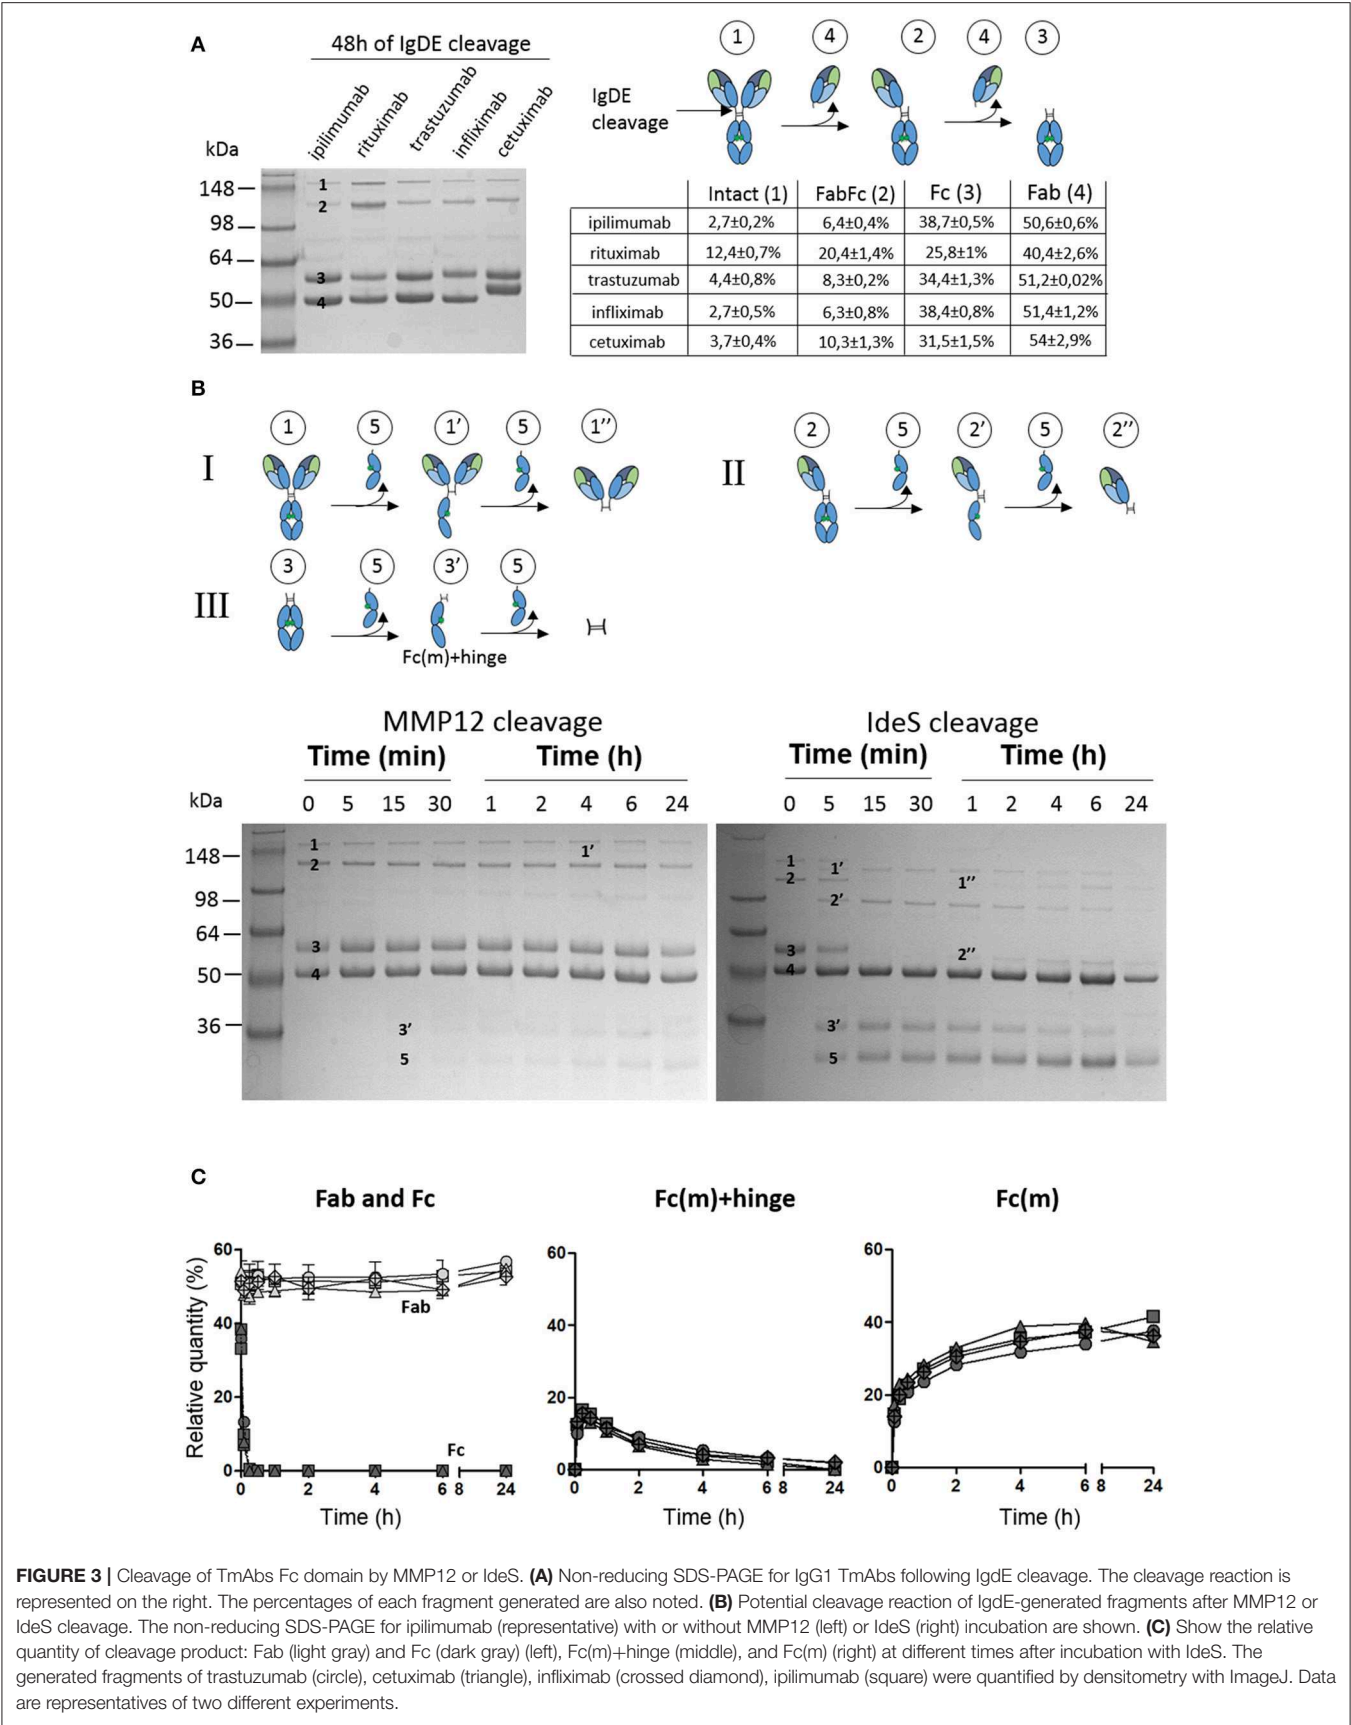 A
48h of IgDE cleavage
ipilimumab
rituximab
trastuzumab
infliximab
cetuximab
kDa
148
98
64
50
36
1
2
3
4
1 4 2 4 3
IgDE
cleavage
Intact (1) FabFc (2) Fc (3) Fab (4)
ipilimumab 2,7±0,2% 6,4±0,4% 38,7±0,5% 50,6±0,6%
rituximab 12,4±0,7% 20,4±1,4% 25,8±1% 40,4±2,6%
trastuzumab 4,4±0,8% 8,3±0,2% 34,4±1,3% 51,2±0,02%
infliximab 2,7±0,5% 6,3±0,8% 38,4±0,8% 51,4±1,2%
cetuximab 3,7±0,4% 10,3±1,3% 31,5±1,5% 54±2,9%
B
I
1 5 1’ 5 1’’
II
2 5 2’ 5 2’’
III
3 5 3’ 5
Fc(m)+hinge
MMP12 cleavage
Time (min) Time (h)
kDa
0 5 15 30 1 2 4 6 24
148
98
64
50
36
1
2
1’
3
4
3’
5
IdeS cleavage
Time (min) Time (h)
0 5 15 30 1 2 4 6 24
1
1’
2
1’’
2’
3
2’’
4
3’
5
C
Fab and Fc
Relative quantity (%)
60
40
20
0
Fab
Fc
0 2 4 6 8 24
Time (h)
Fc(m)+hinge
60
40
20
0
0 2 4 6 8 24
Time (h)
Fc(m)
60
40
20
0
0 2 4 6 8 24
Time (h)
FIGURE 3 | Cleavage of TmAbs Fc domain by MMP12 or IdeS. (A) Non-reducing SDS-PAGE for IgG1 TmAbs following IgdE cleavage. The cleavage reaction is
represented on the right. The percentages of each fragment generated are also noted. (B) Potential cleavage reaction of IgdE-generated fragments after MMP12 or
IdeS cleavage. The non-reducing SDS-PAGE for ipilimumab (representative) with or without MMP12 (left) or IdeS (right) incubation are shown. (C) Show the relative
quantity of cleavage product: Fab (light gray) and Fc (dark gray) (left), Fc(m)+hinge (middle), and Fc(m) (right) at different times after incubation with IdeS. The
generated fragments of trastuzumab (circle), cetuximab (triangle), infliximab (crossed diamond), ipilimumab (square) were quantified by densitometry with ImageJ. Data
are representatives of two different experiments.